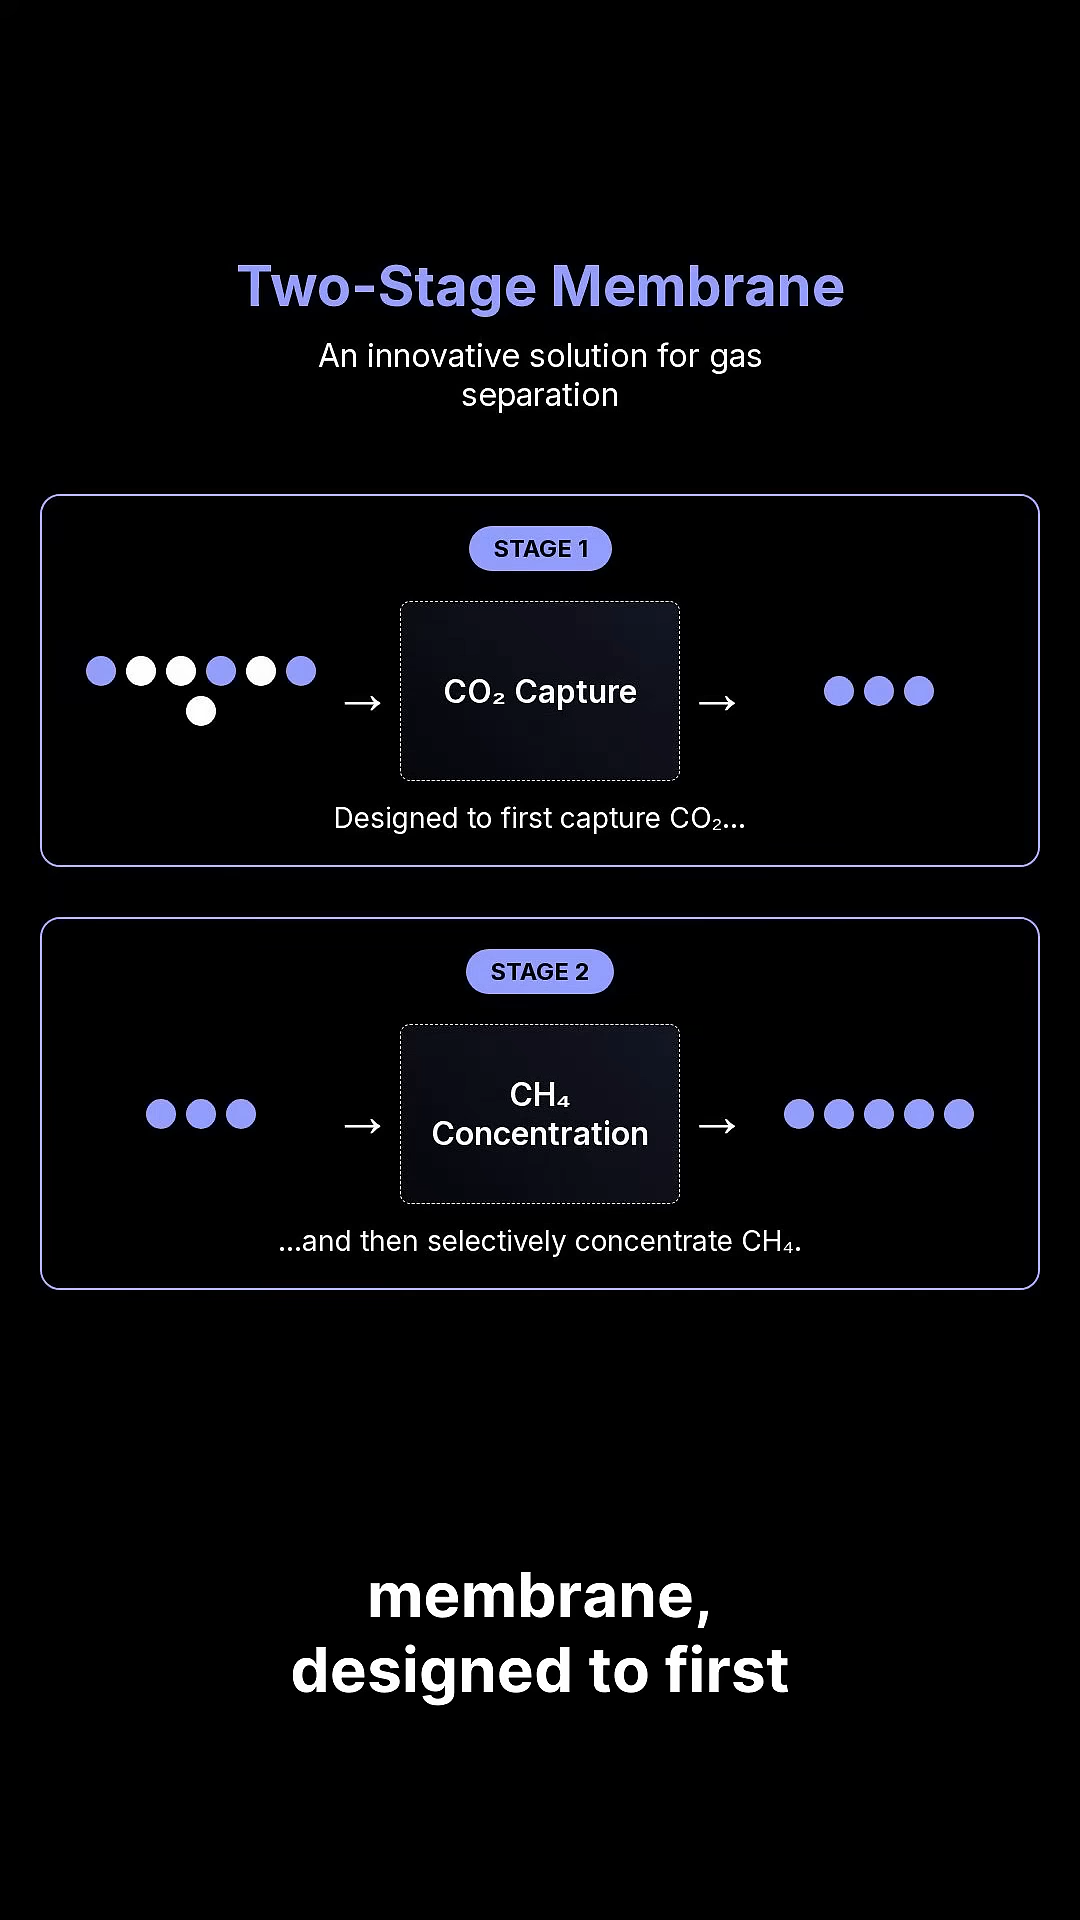 Two-Stage Membrane
An innovative solution for gas
separation
STAGE 1
→
CO₂ Capture
→
Designed to first capture CO₂...
STAGE 2
→
CH₄
Concentration
→
...and then selectively concentrate CH₄.
membrane,
designed to first